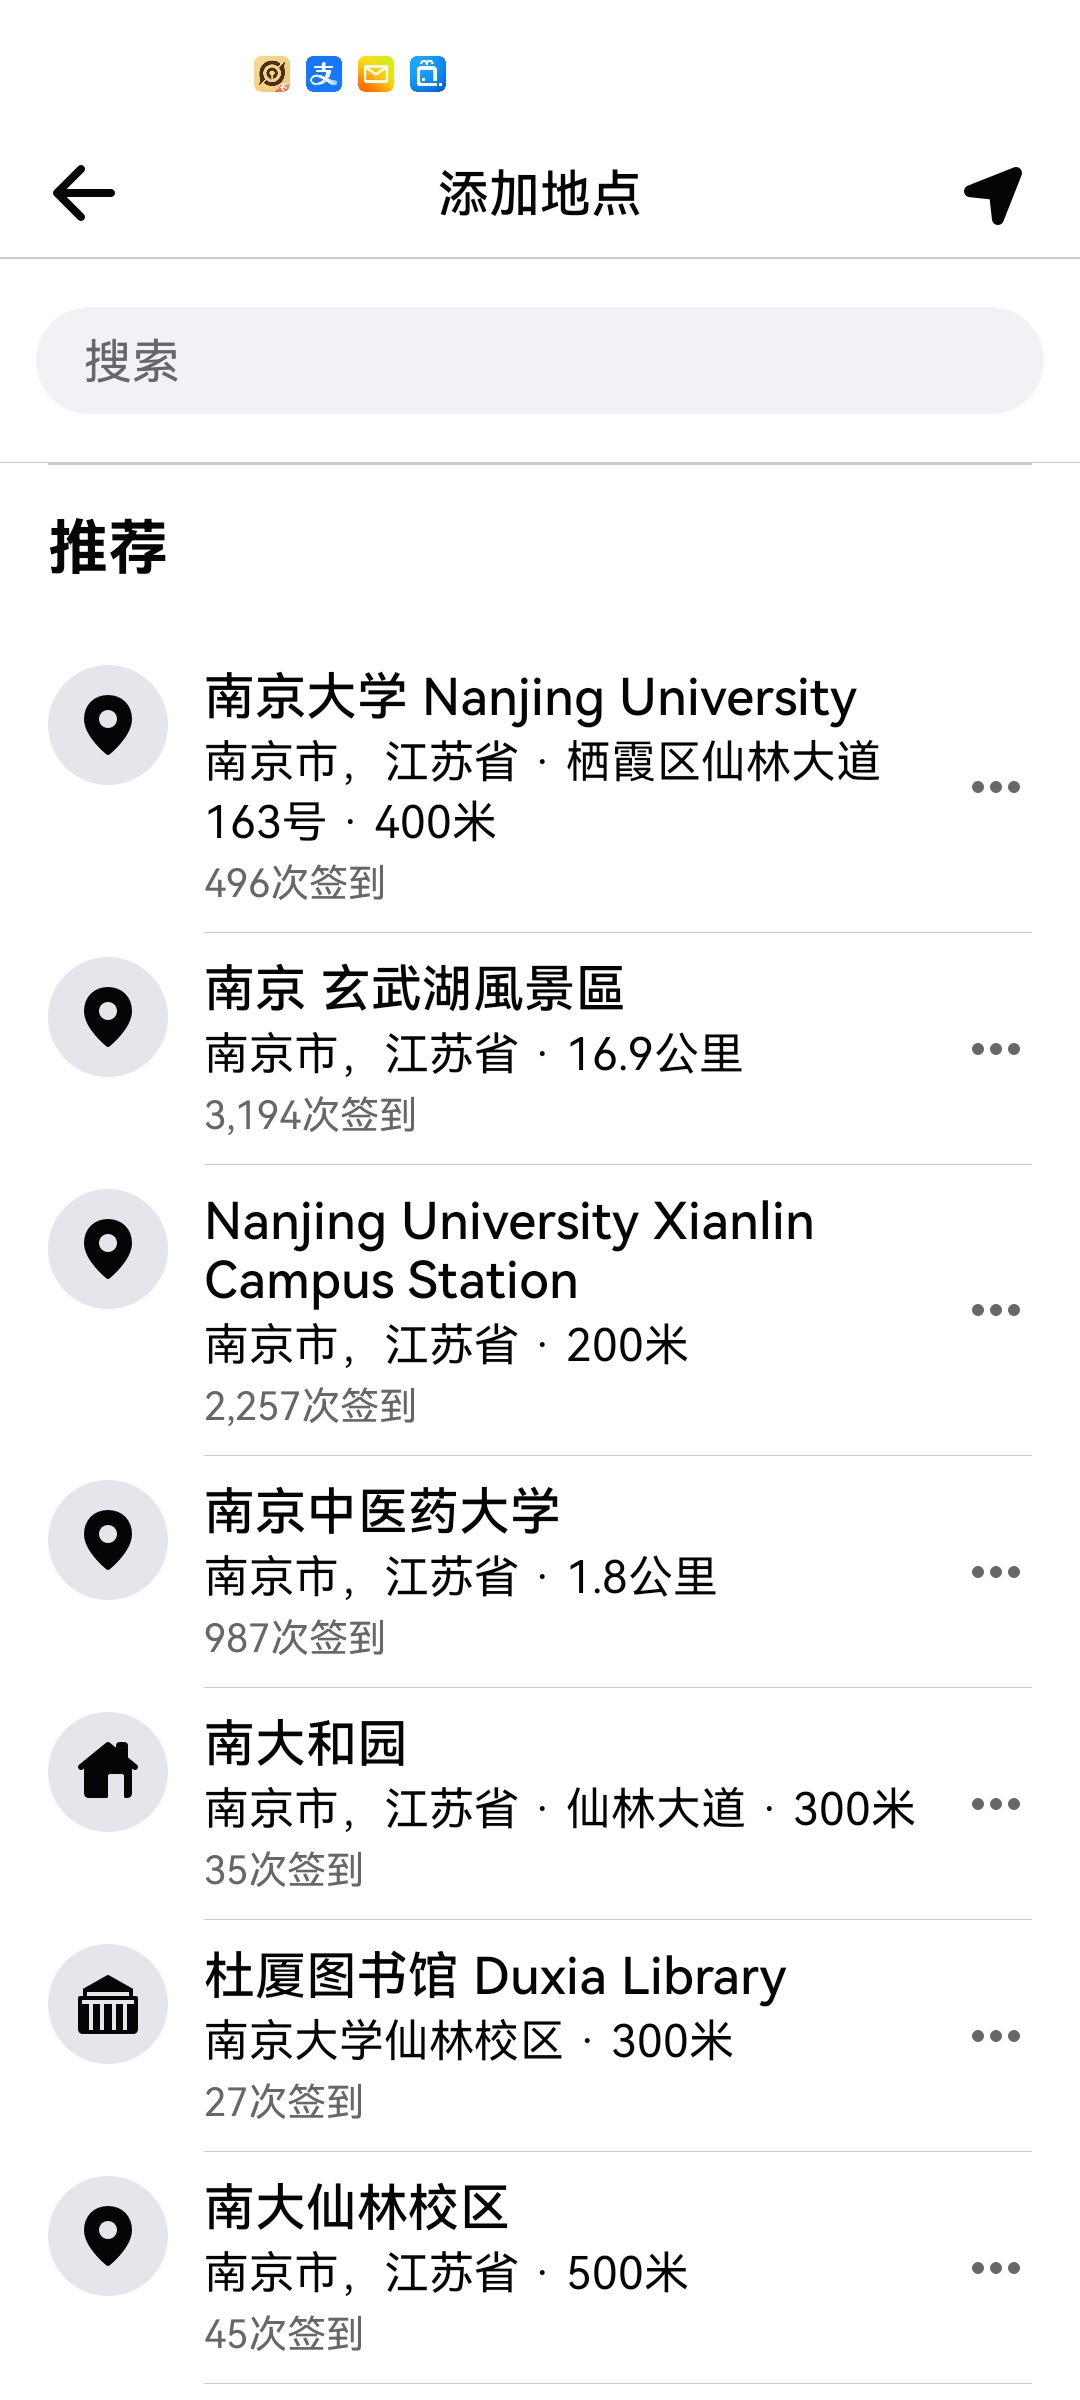 添加地点
搜索
推荐
南京大学 Nanjing University
南京市，江苏省 · 栖霞区仙林大道
163号 · 400米
496次签到
南京 玄武湖風景區
南京市，江苏省 · 16.9公里
3,194次签到
Nanjing University Xianlin
Campus Station
南京市，江苏省 · 200米
2,257次签到
南京中医药大学
南京市，江苏省 · 1.8公里
987次签到
南大和园
南京市，江苏省 · 仙林大道 · 300米
35次签到
杜厦图书馆 Duxia Library
南京大学仙林校区 · 300米
27次签到
南大仙林校区
南京市，江苏省 · 500米
45次签到